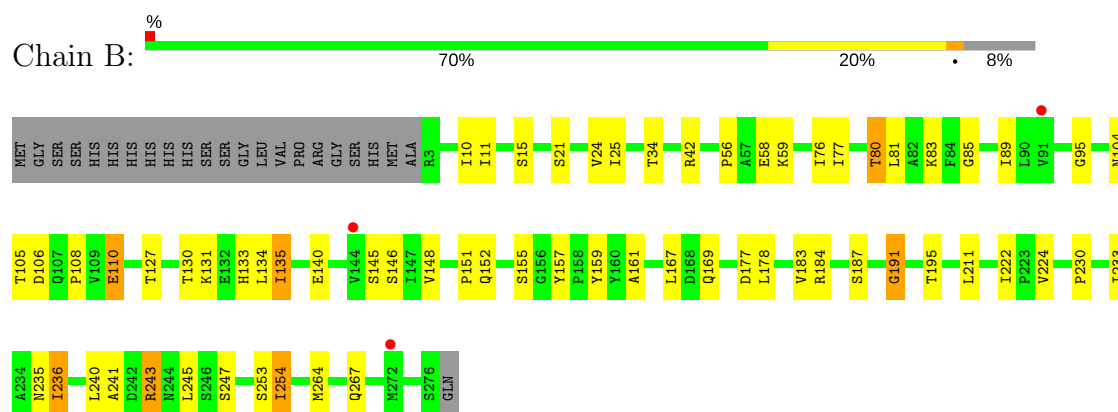 %
Chain B:
70% 20% • 8%
MET GLY SER SER HIS HIS HIS HIS HIS HIS SER SER GLY LEU VAL PRO ARG GLY SER HIS MET ALA R3 I10 I11 S15 S21 V24 I25 T34 R42 P56 A57 E58 K59 I76 I77 T80 L81 A82 K83 F84 G85 I89 L90 V91 G95 N104
T105 D106 Q107 P108 V109 E110 T127 T130 K131 E132 H133 L134 I135 E140 V144 S145 S146 I147 V148 P151 Q152 S155 G156 Y157 P158 Y159 Y160 A161 L167 D168 Q169 D177 L178 V183 R184 S187 G191 T195 L211 I222 P223 V224 P230 I233
A234 N235 I236 L240 A241 D242 R243 N244 L245 S246 S247 S253 I254 M264 Q267 M272 S276 GLN